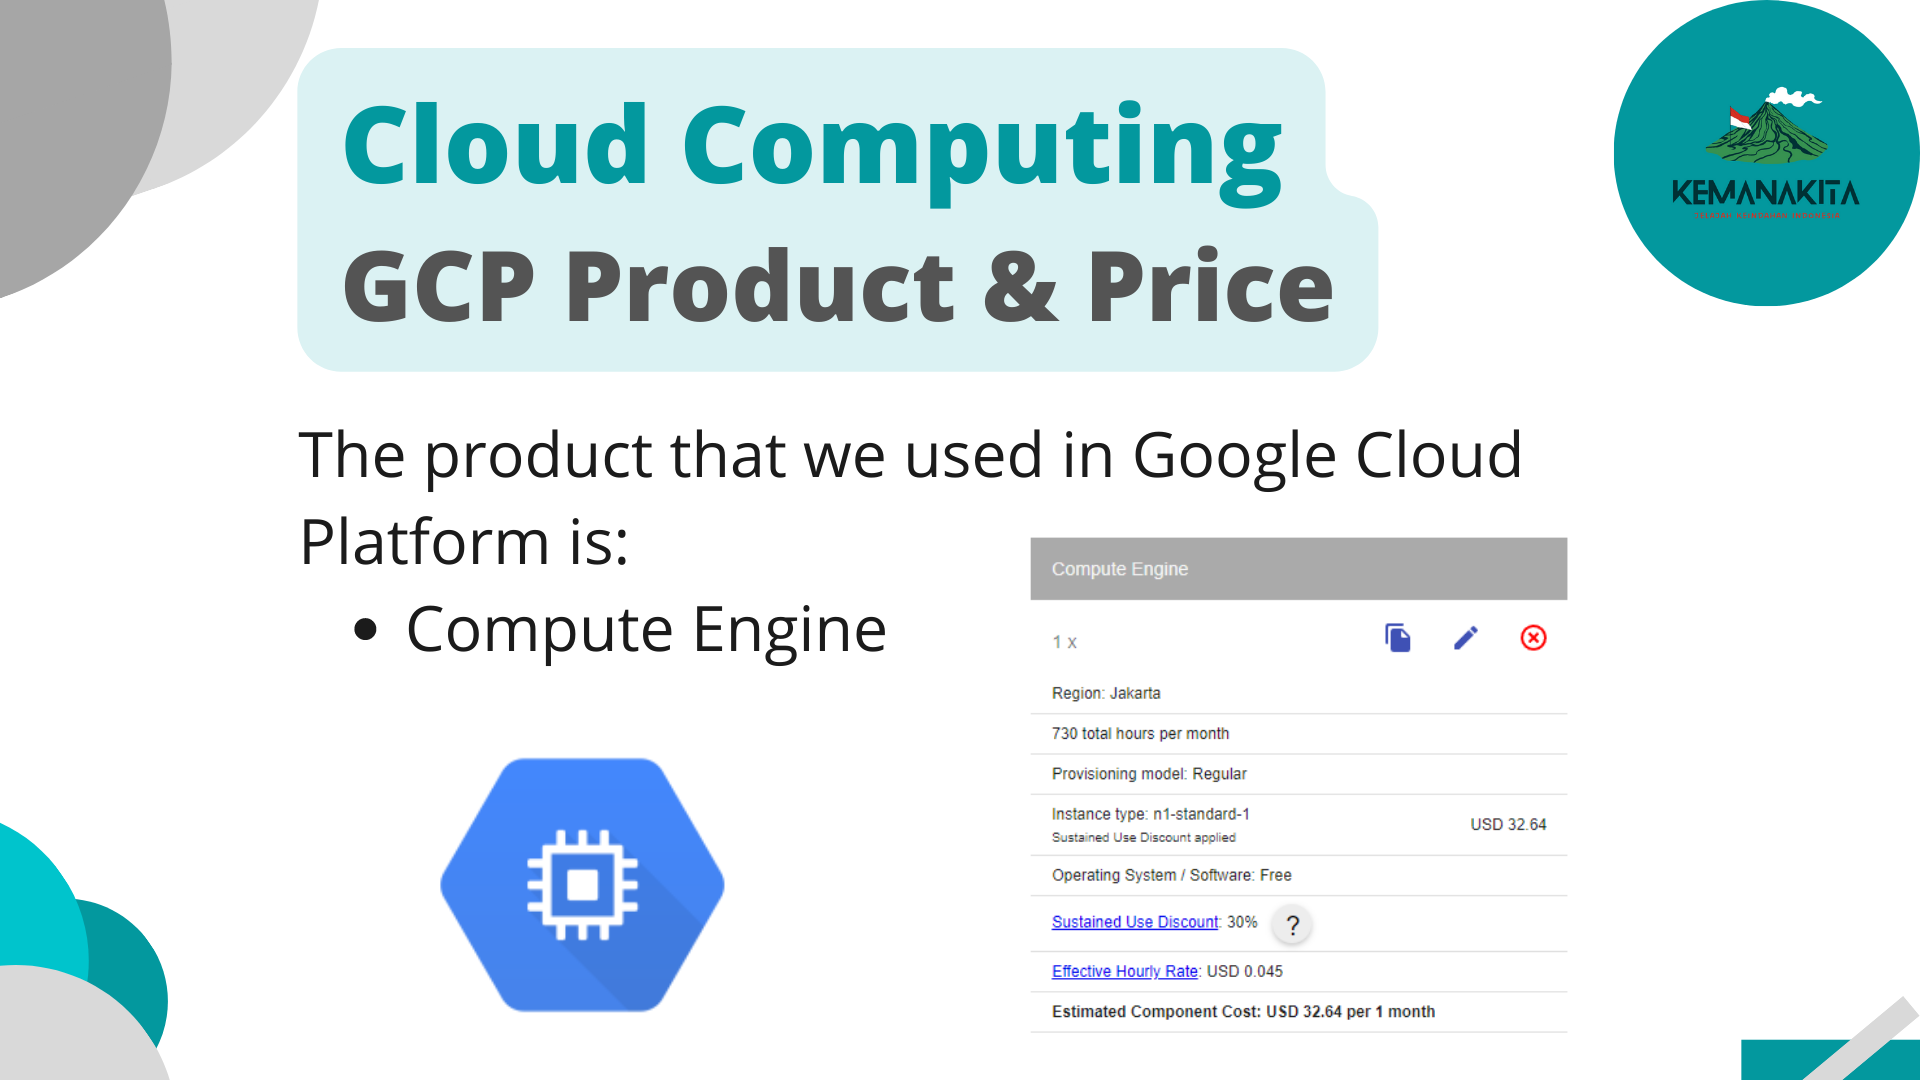 Cloud Computing
GCP Product & Price
KEMANAKITA
The product that we used in Google Cloud
Platform is:
• Compute Engine
Compute Engine
1 x
Region: Jakarta
730 total hours per month
Provisioning model: Regular
Instance type: n1-standard-1
Sustained Use Discount applied
USD 32.64
Operating System / Software: Free
Sustained Use Discount: 30% ?
Effective Hourly Rate: USD 0.045
Estimated Component Cost: USD 32.64 per 1 month